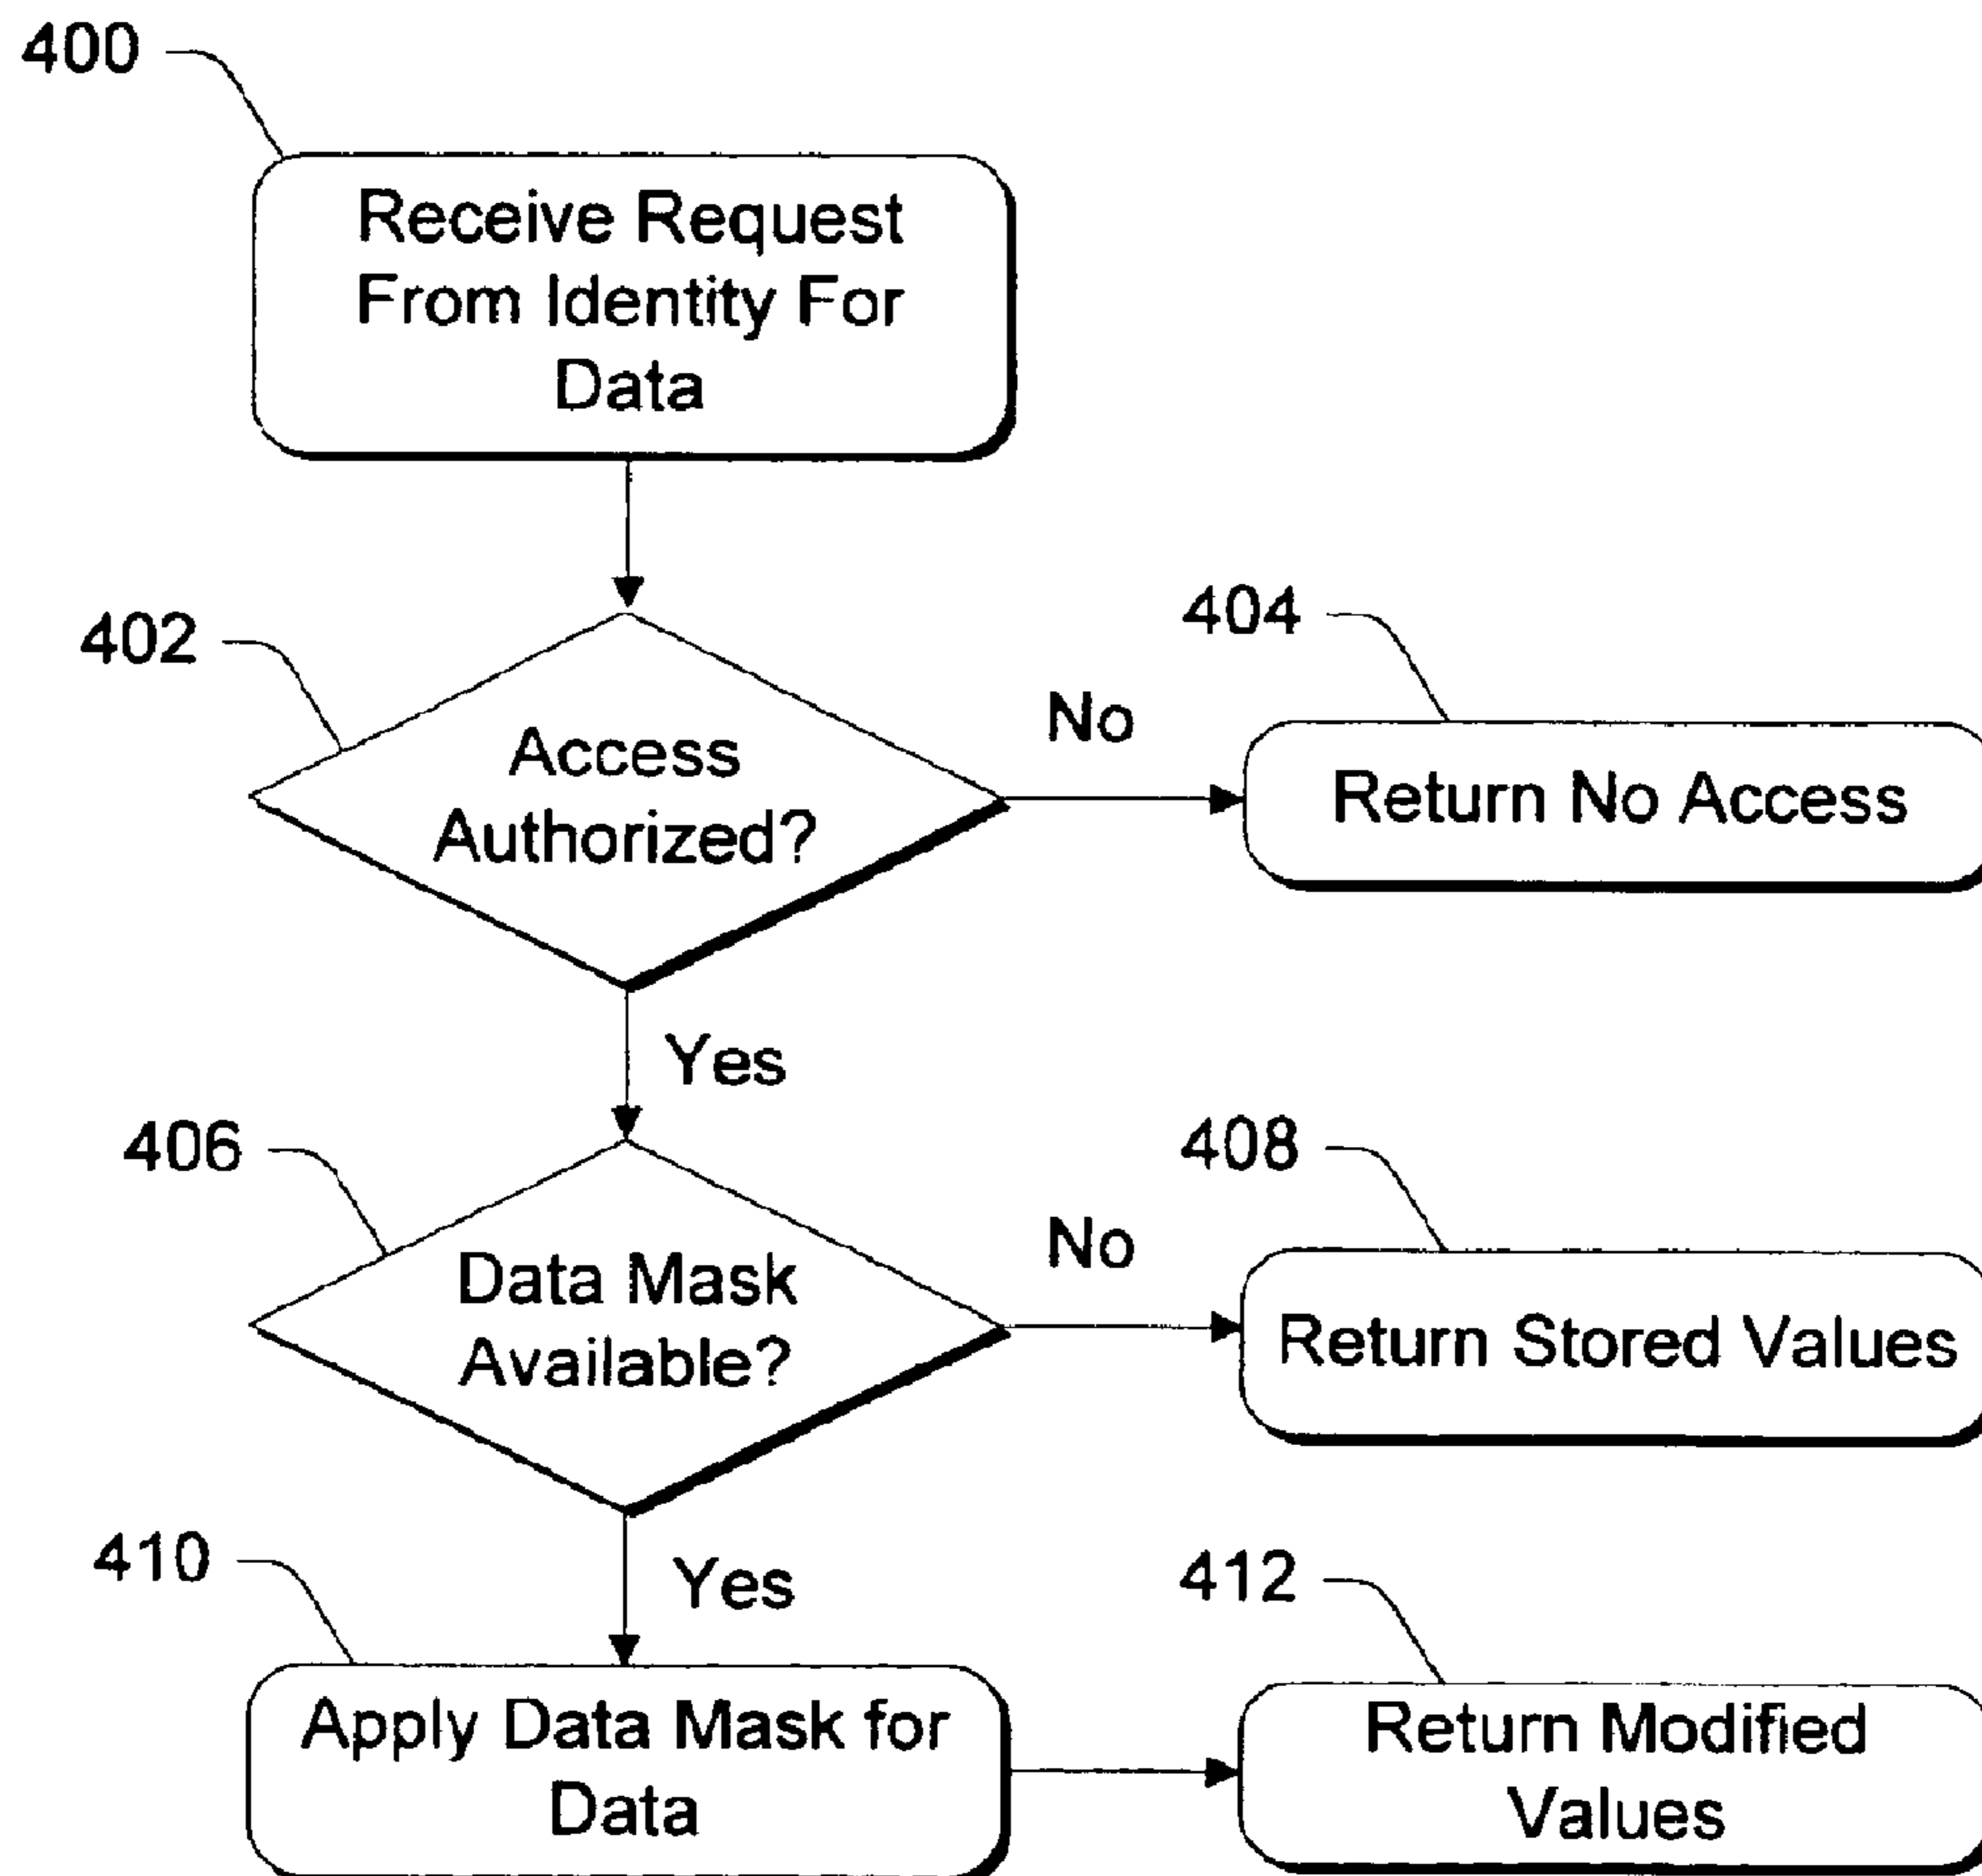 400
Receive Request
From Identity For
Data
402
Access
Authorized?
No
404
Return No Access
Yes
406
Data Mask
Available?
No
408
Return Stored Values
Yes
410
Apply Data Mask for
Data
412
Return Modified
Values